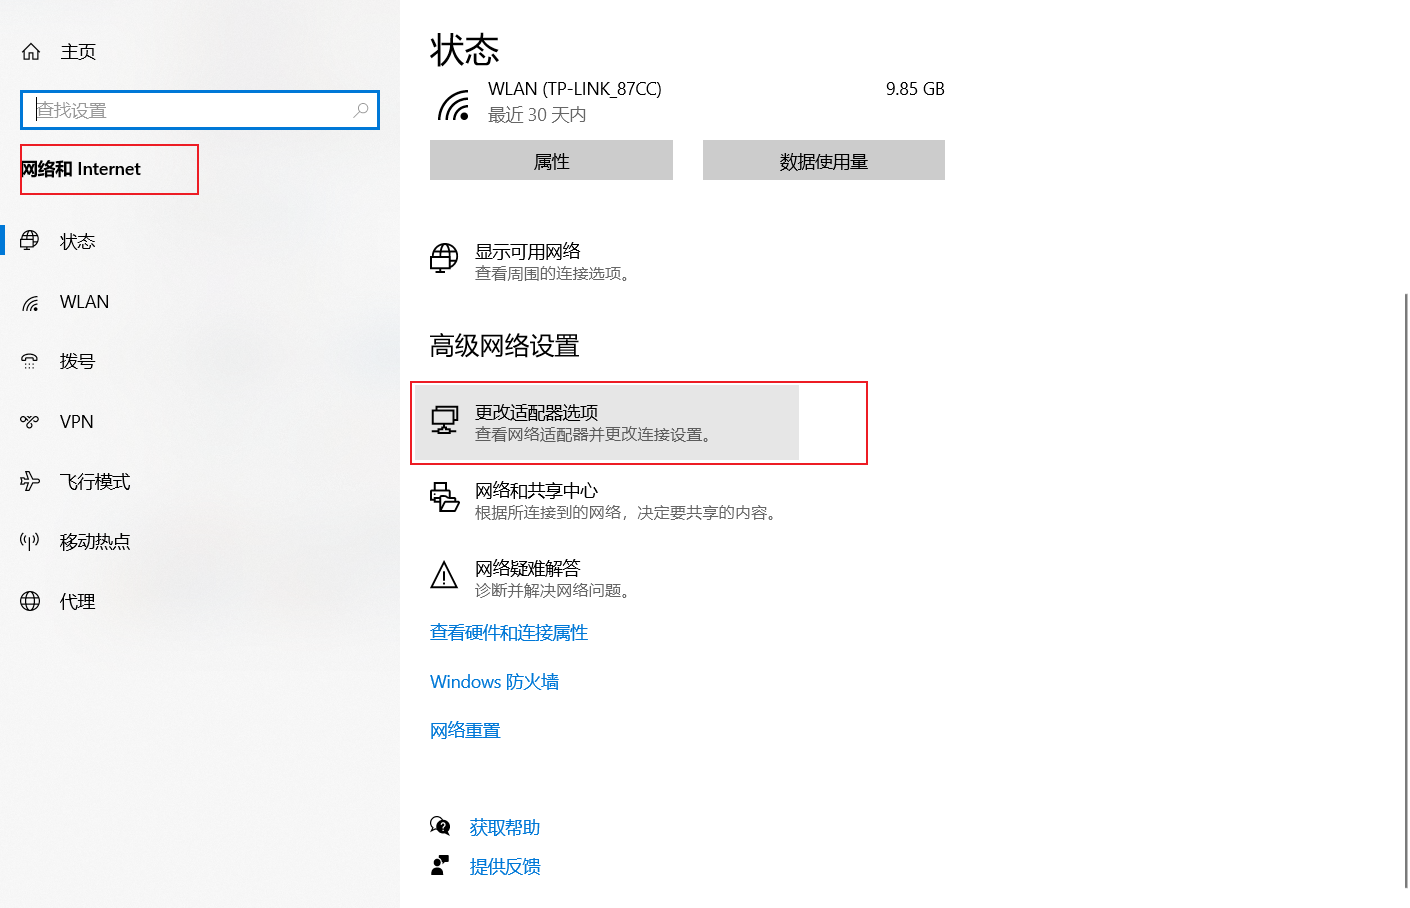 主页
查找设置
网络和 Internet
状态
WLAN
拨号
VPN
飞行模式
移动热点
代理
状态
WLAN (TP-LINK_87CC)
9.85 GB
最近 30 天内
属性
数据使用量
显示可用网络
查看周围的连接选项。
高级网络设置
更改适配器选项
查看网络适配器并更改连接设置。
网络和共享中心
根据所连接到的网络，决定要共享的内容。
网络疑难解答
诊断并解决网络问题。
查看硬件和连接属性
Windows 防火墙
网络重置
获取帮助
提供反馈